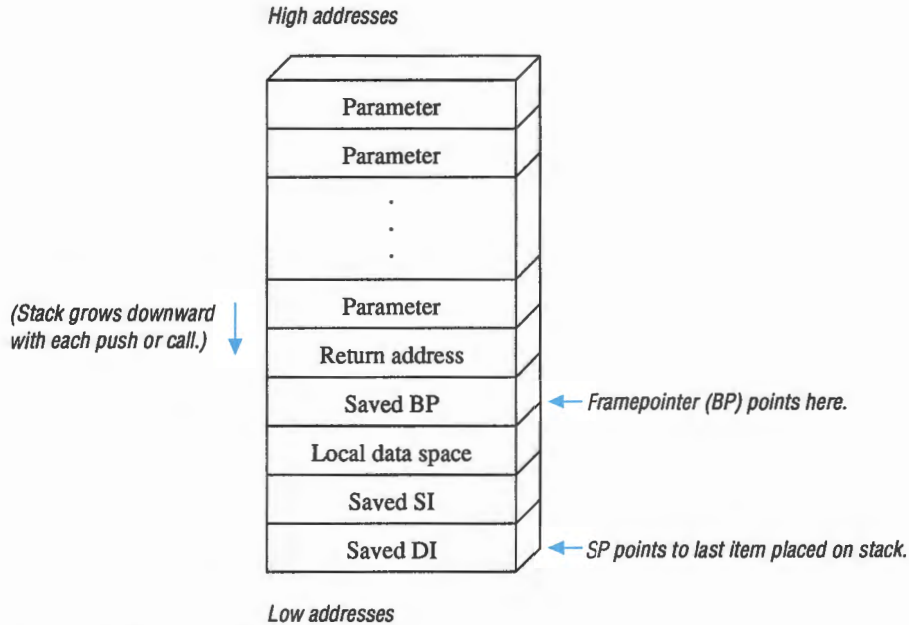 High addresses
Parameter
Parameter
.
.
.
Parameter
(Stack grows downward
with each push or call.)
Return address
Saved BP
Framepointer (BP) points here.
Local data space
Saved SI
Saved DI
SP points to last item placed on stack.
Low addresses